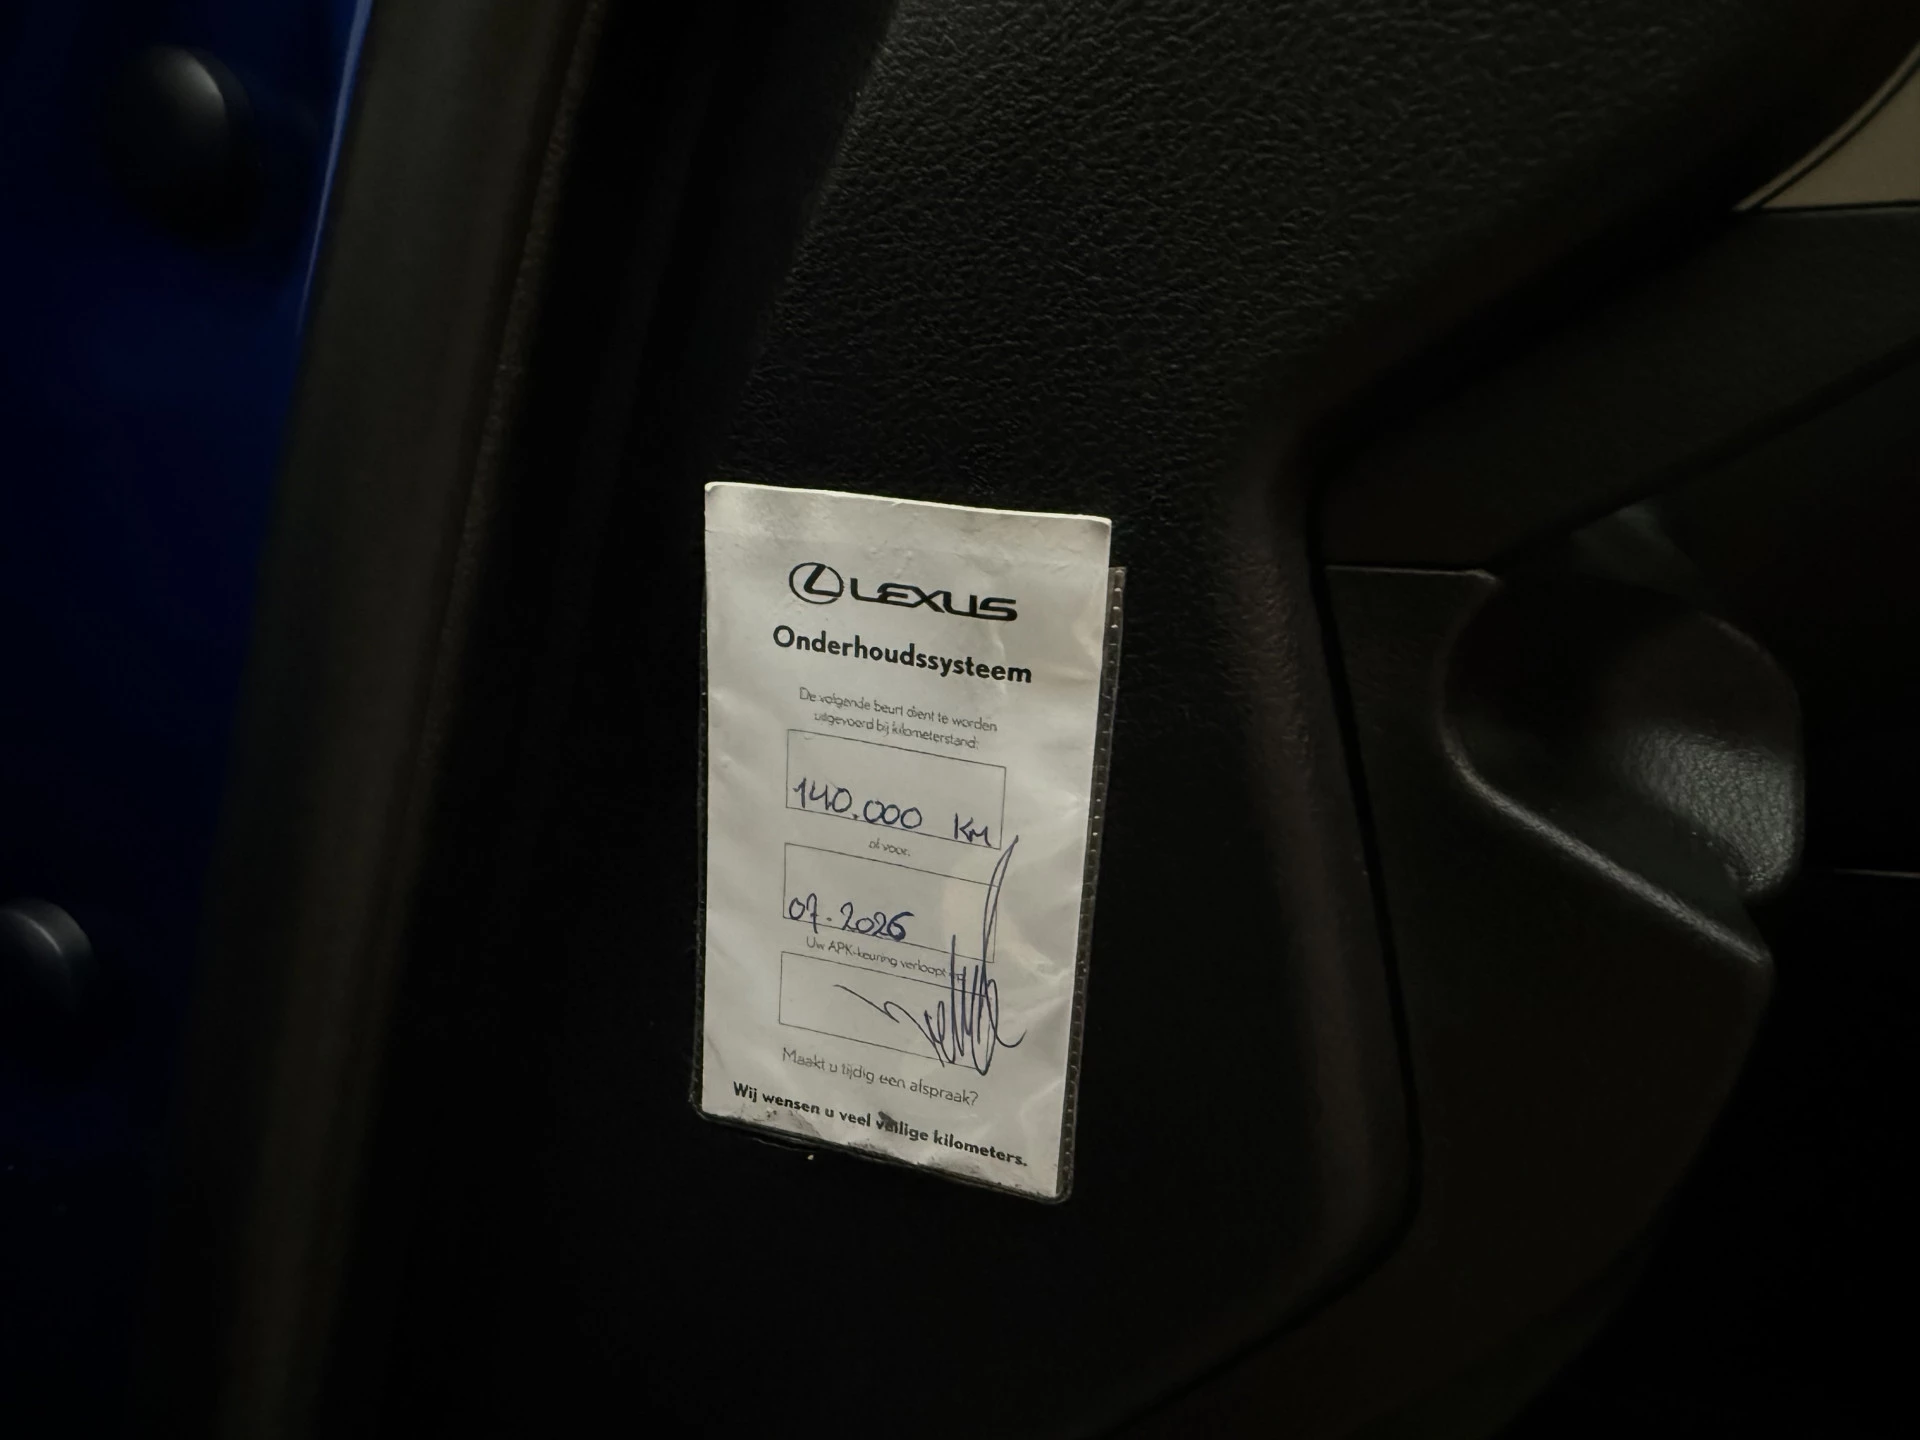 LEXUS
Onderhoudssysteem
De volgende beurt dient te worden
uitgevoerd bij kilometerstand:
140.000 KM
of voor:
07-2026
Uw APK-keuring verloopt
Maakt u tijdig een afspraak?
Wij wensen u veel veilige kilometers.